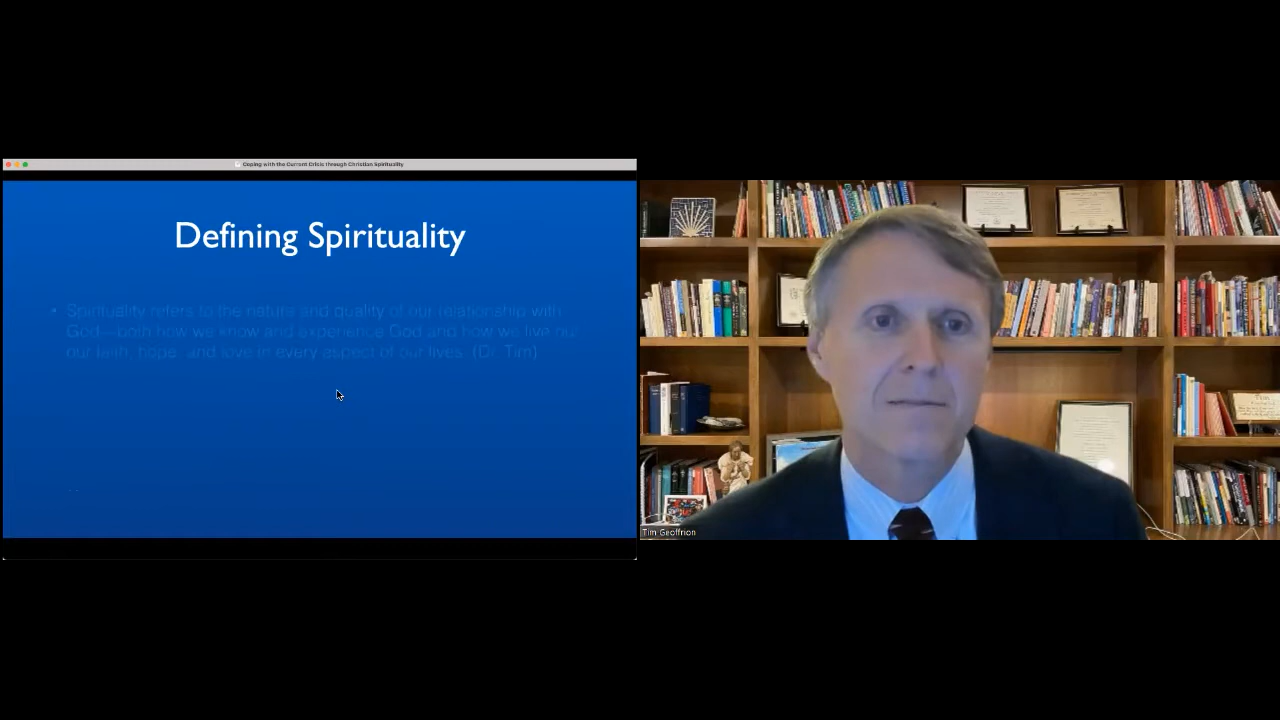 Coping with the Current Crisis through Christian Spirituality
Defining Spirituality
• Spirituality refers to the nature and quality of our relationship with
God—both how we know and experience God and how we live out
our faith, hope, and love in every aspect of our lives. (Dr. Tim)
Tim
Tim Geoffrion